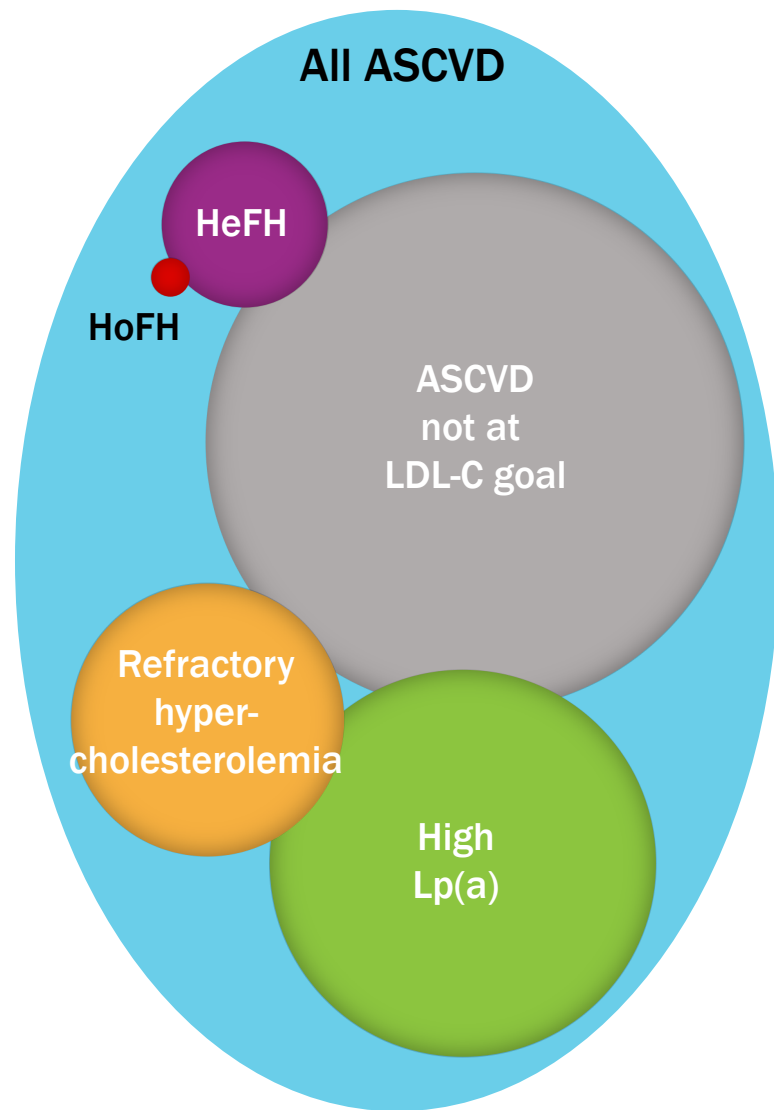 All ASCVD
HeFH
HoFH
ASCVD
not at
LDL-C goal
Refractory
hyper-
cholesterolemia
High
Lp(a)